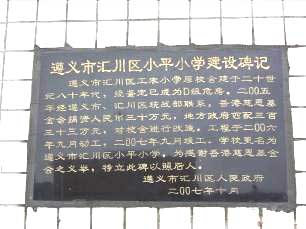 遵义市汇川区小平小学建设碑记
遵义市汇川区工农小学原校舍建于二十世
纪八十年代，经鉴定已成为D级危房。二00五
年经遵义市、汇川区统战部联系，香港慈恩基
金会捐资人民币三十万元，地方政府匹配三百
三十三万元，对校舍进行改造。工程于二00六
年九月动工，二00七年九月竣工。学校更名为
遵义市汇川区小平小学。为感谢香港慈恩基金
会之义举，特立此碑以照后人。
遵义市汇川区人民政府
二00七年十月